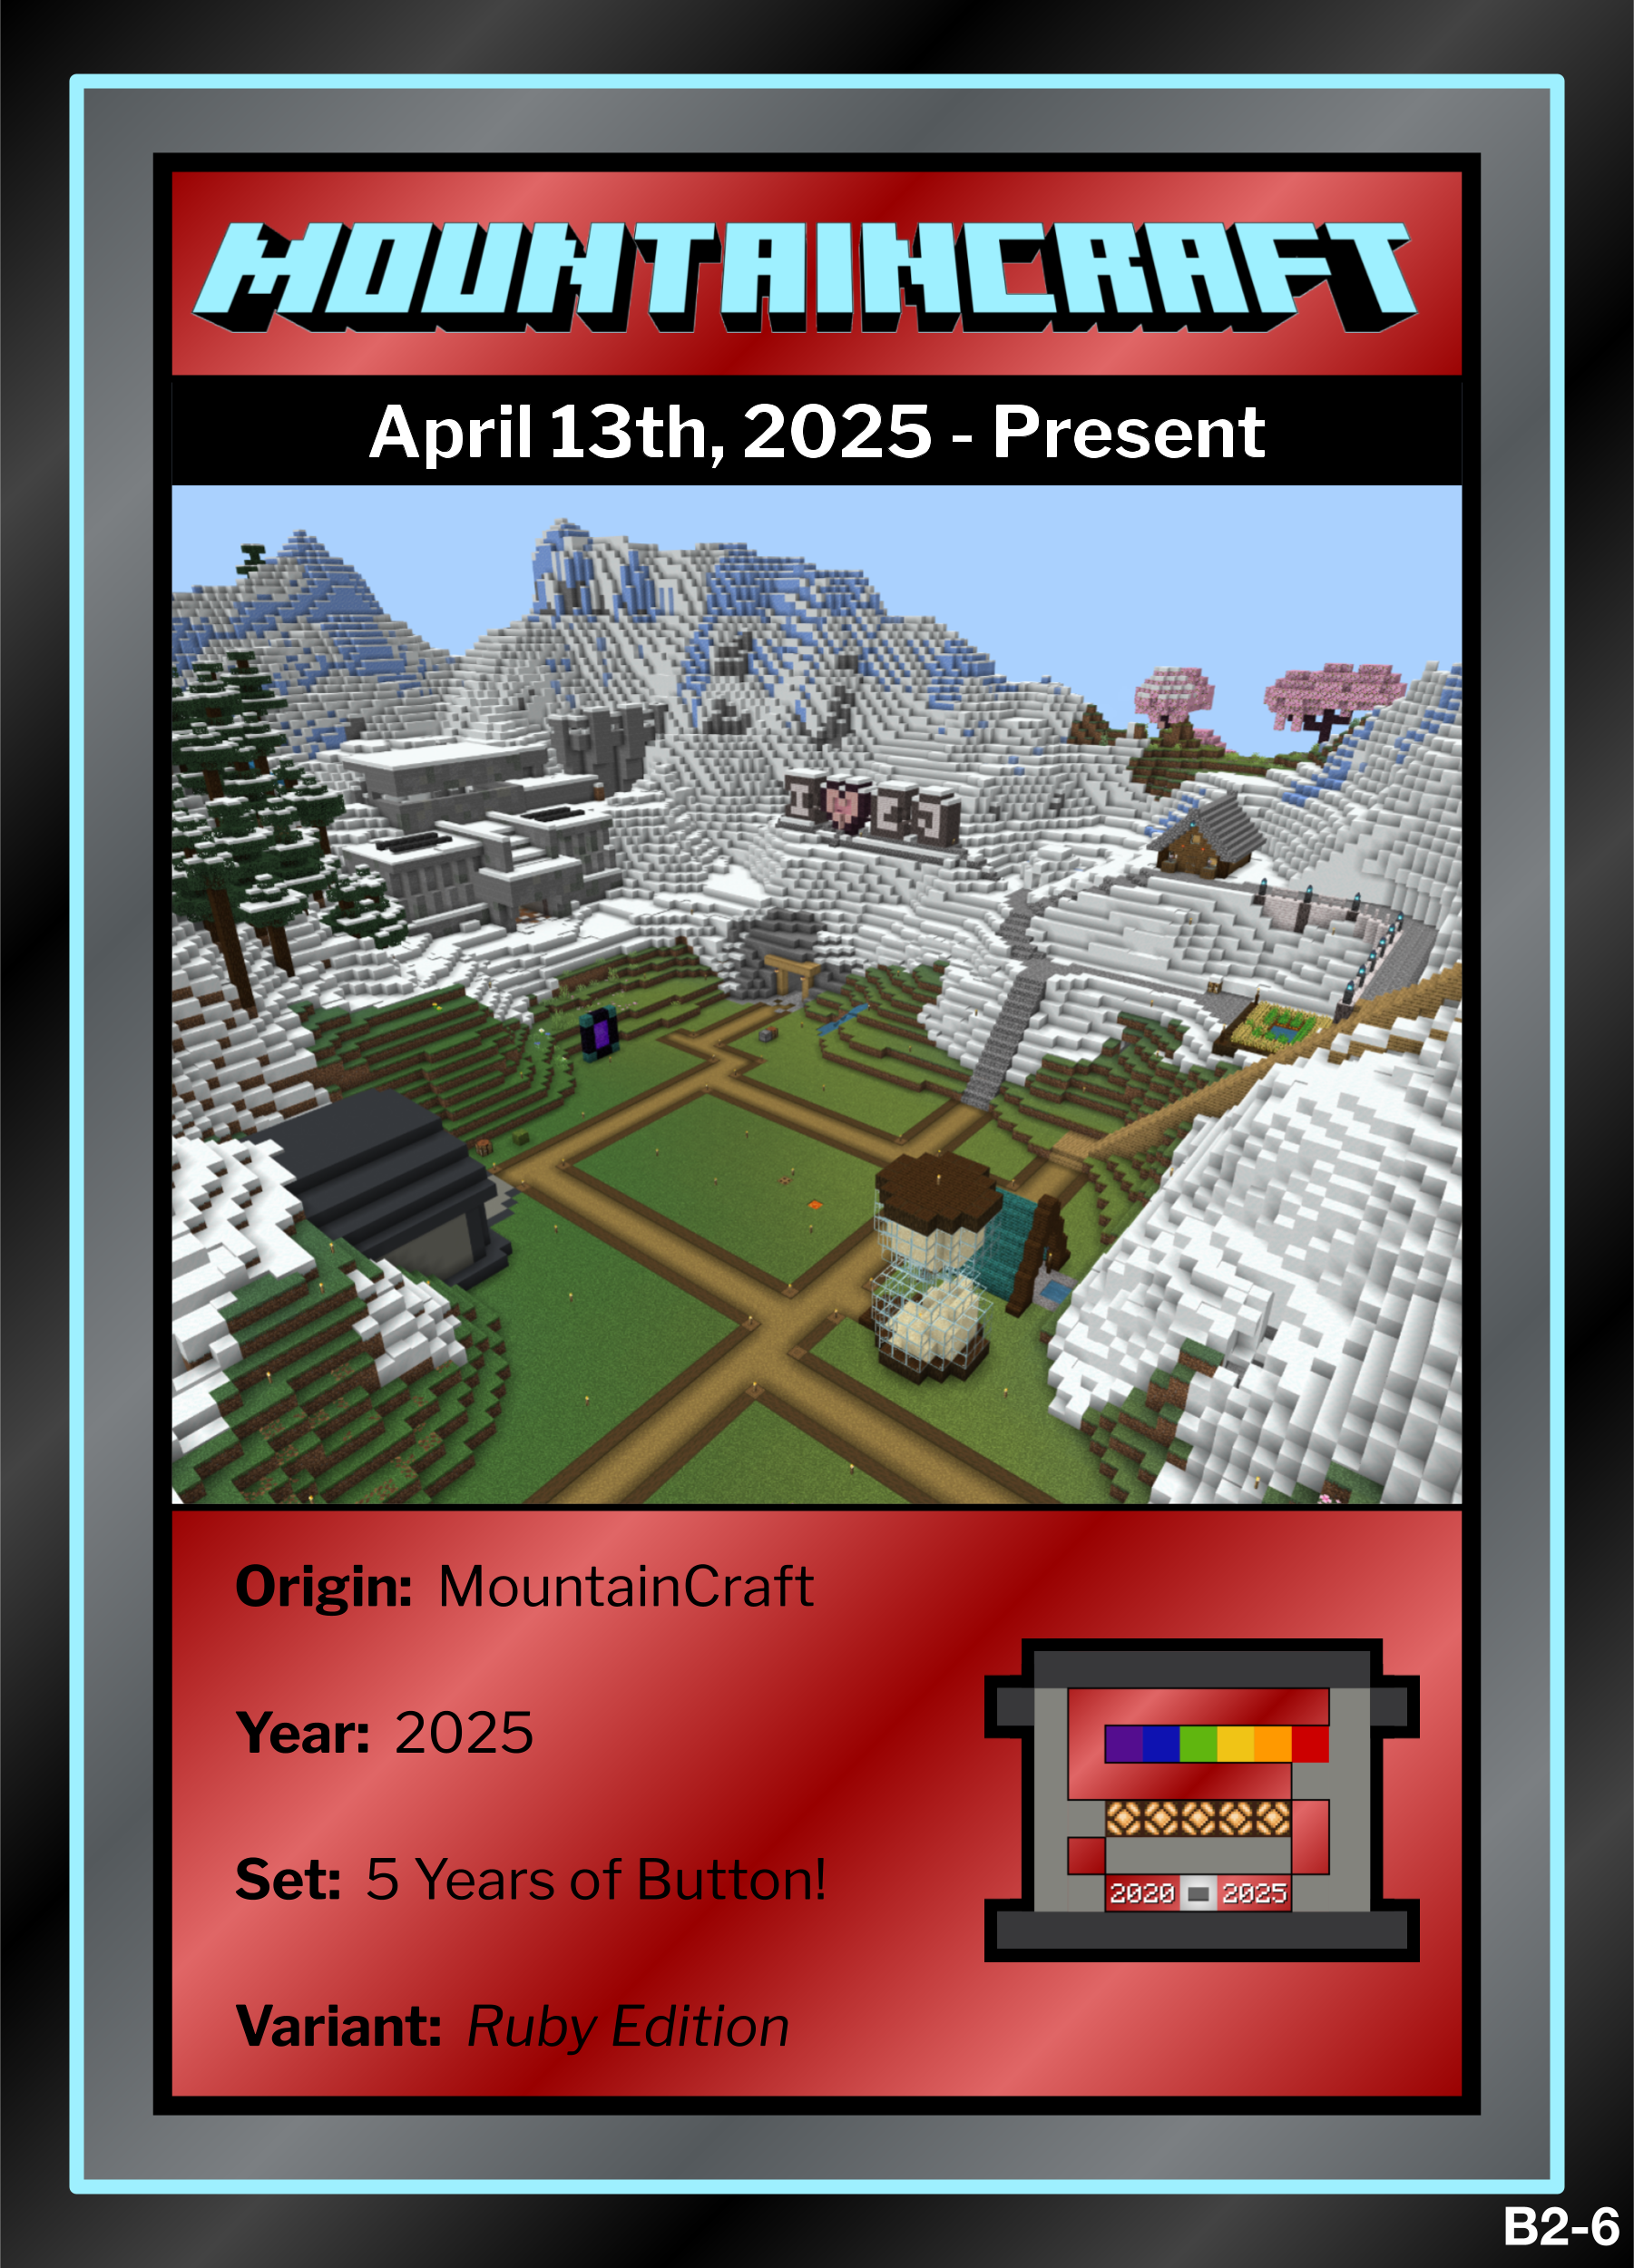 MOUNTAINCRAFT
April 13th, 2025 - Present
I CJ
Origin: MountainCraft
Year: 2025
Set: 5 Years of Button!
2020 2025
Variant: Ruby Edition
B2-6